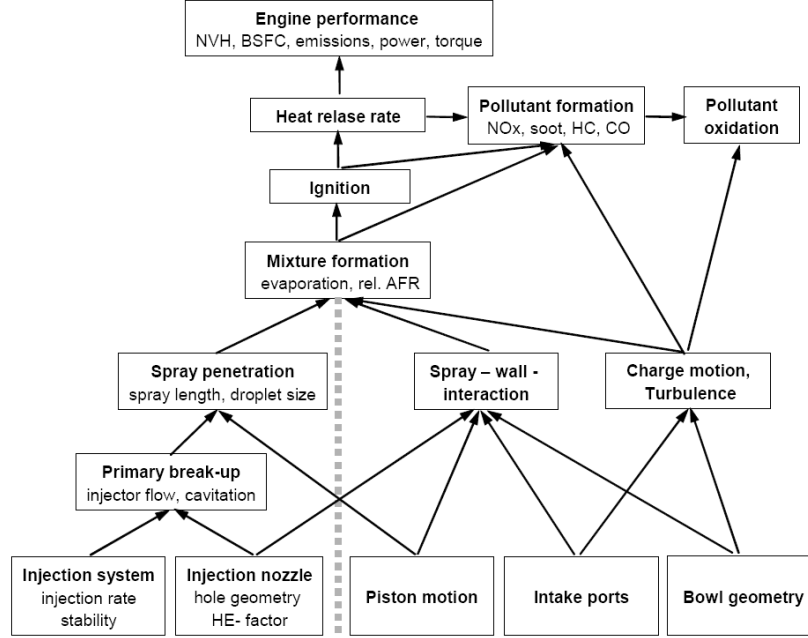 Engine performance
NVH, BSFC, emissions, power, torque
Heat relase rate
Pollutant formation
NOx, soot, HC, CO
Pollutant
oxidation
Ignition
Mixture formation
evaporation, rel. AFR
Spray penetration
spray length, droplet size
Spray – wall -
interaction
Charge motion,
Turbulence
Primary break-up
injector flow, cavitation
Injection system
injection rate
stability
Injection nozzle
hole geometry
HE- factor
Piston motion
Intake ports
Bowl geometry